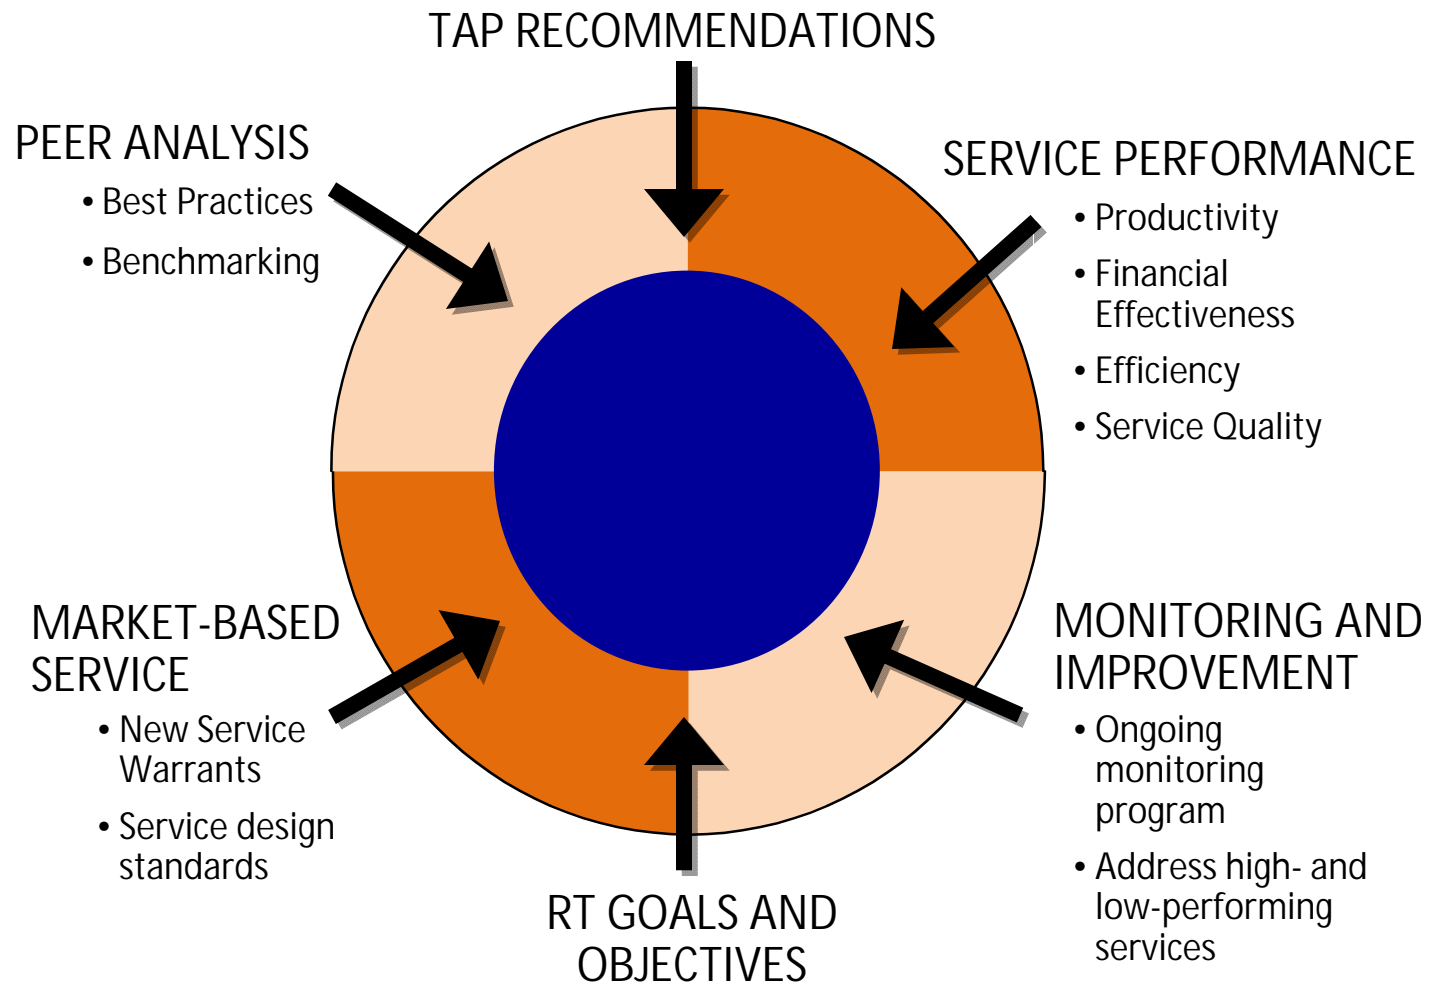 TAP RECOMMENDATIONS
PEER ANALYSIS
• Best Practices
• Benchmarking
SERVICE PERFORMANCE
• Productivity
• Financial
Effectiveness
• Efficiency
• Service Quality
MARKET-BASED
SERVICE
• New Service
Warrants
• Service design
standards
MONITORING AND
IMPROVEMENT
• Ongoing
monitoring
program
• Address high- and
low-performing
services
RT GOALS AND
OBJECTIVES